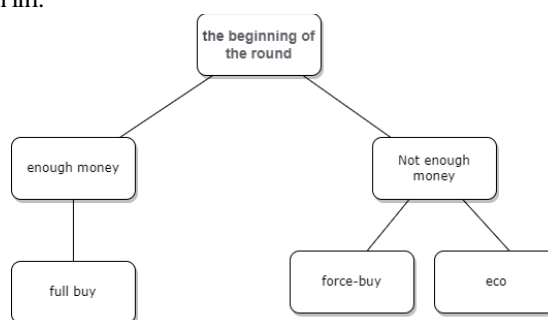 the beginning of
the round
enough money
Not enough
money
full buy
force-buy
eco